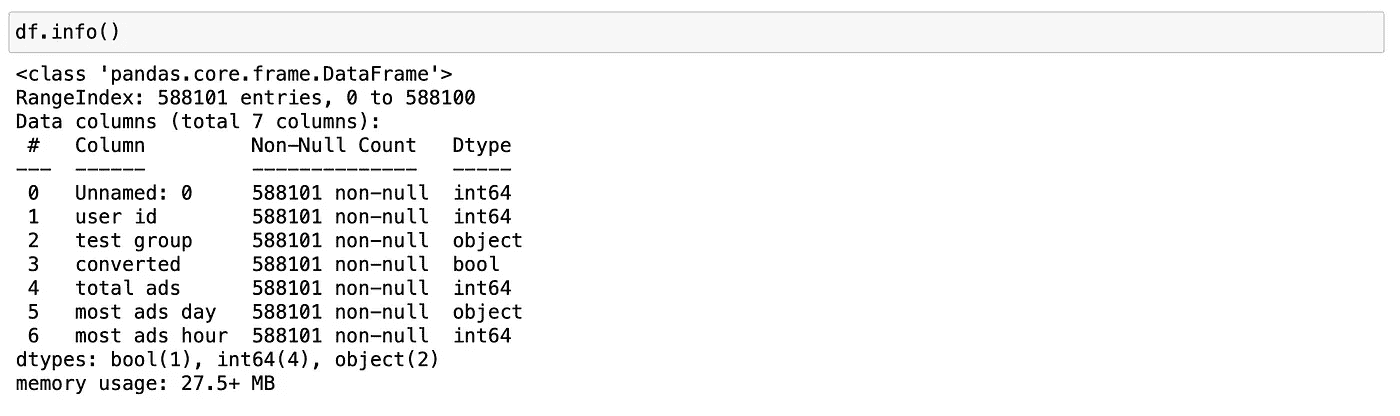 df.info()
<class 'pandas.core.frame.DataFrame'>
RangeIndex: 588101 entries, 0 to 588100
Data columns (total 7 columns):
 #   Column         Non-Null Count   Dtype
---  ------         --------------   -----
 0   Unnamed: 0     588101 non-null  int64
 1   user id        588101 non-null  int64
 2   test group     588101 non-null  object
 3   converted      588101 non-null  bool
 4   total ads      588101 non-null  int64
 5   most ads day   588101 non-null  object
 6   most ads hour  588101 non-null  int64
dtypes: bool(1), int64(4), object(2)
memory usage: 27.5+ MB